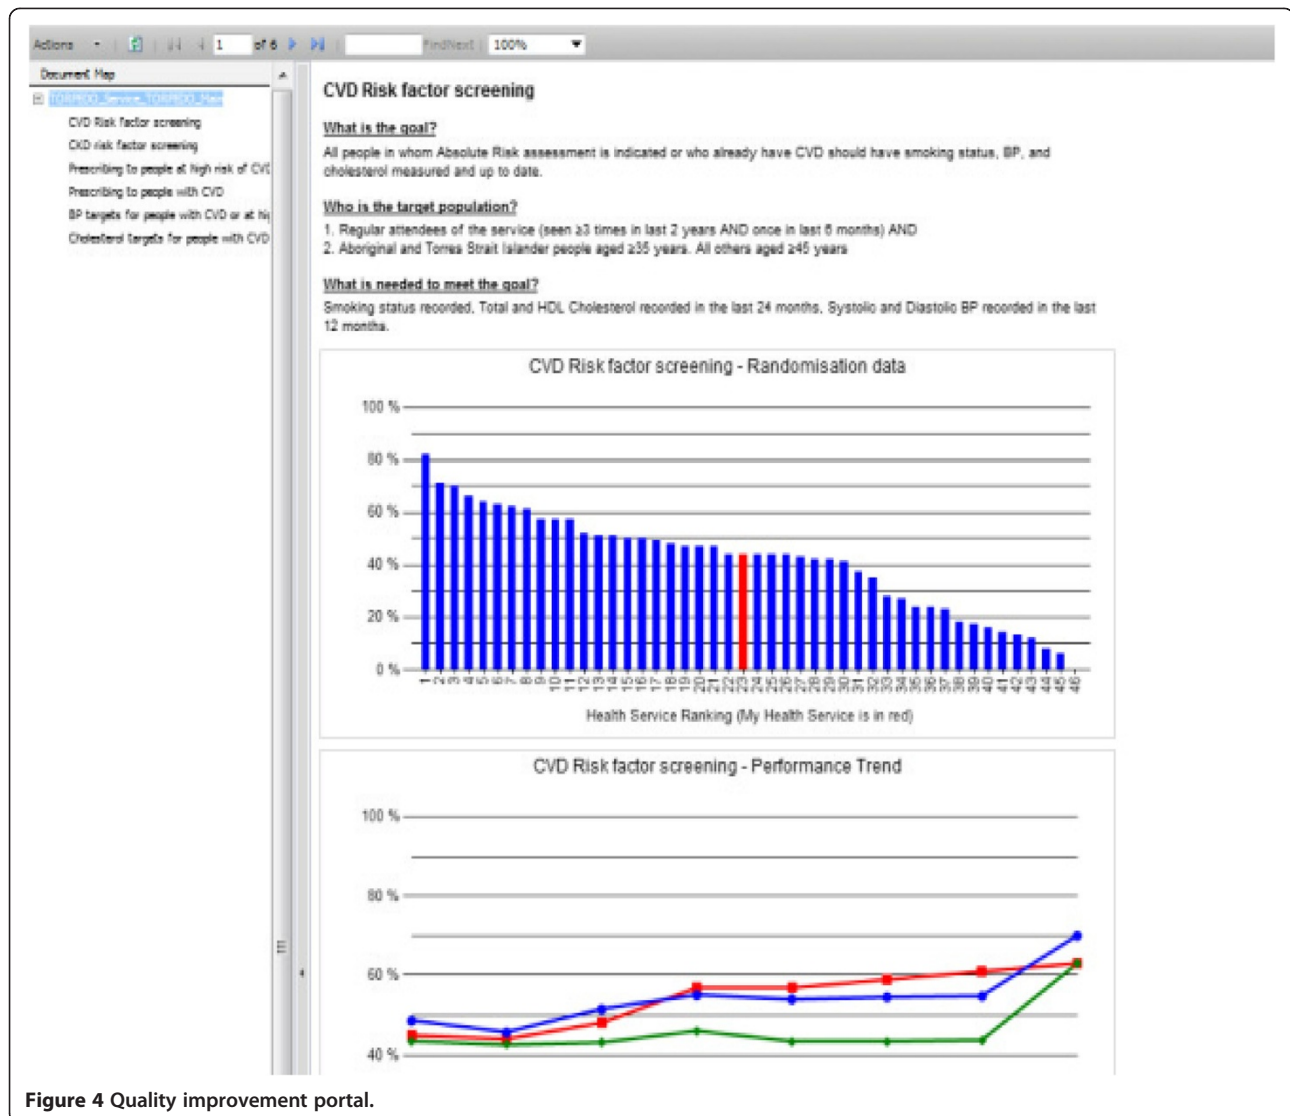 Actions
1 of 6
FindNext
100%
Document Map
TORPEDO_Service_TORPEDO_Main
CVD Risk factor screening
CKD risk factor screening
Prescribing to people at high risk of CVD
Prescribing to people with CVD
BP targets for people with CVD or at hig
Cholesterol targets for people with CVD
CVD Risk factor screening
What is the goal?
All people in whom Absolute Risk assessment is indicated or who already have CVD should have smoking status, BP, and
cholesterol measured and up to date.
Who is the target population?
1. Regular attendees of the service (seen ≥3 times in last 2 years AND once in last 6 months) AND
2. Aboriginal and Torres Strait Islander people aged ≥35 years. All others aged ≥45 years
What is needed to meet the goal?
Smoking status recorded, Total and HDL Cholesterol recorded in the last 24 months, Systolic and Diastolic BP recorded in the last
12 months.
CVD Risk factor screening - Randomisation data
100 %
80 %
60 %
40 %
20 %
0 %
1 2 3 4 5 6 7 8 9 10 11 12 13 14 15 16 17 18 19 20 21 22 23 24 25 26 27 28 29 30 31 32 33 34 35 36 37 38 39 40 41 42 43 44 45 46
Health Service Ranking (My Health Service is in red)
CVD Risk factor screening - Performance Trend
100 %
80 %
60 %
40 %
Figure 4 Quality improvement portal.